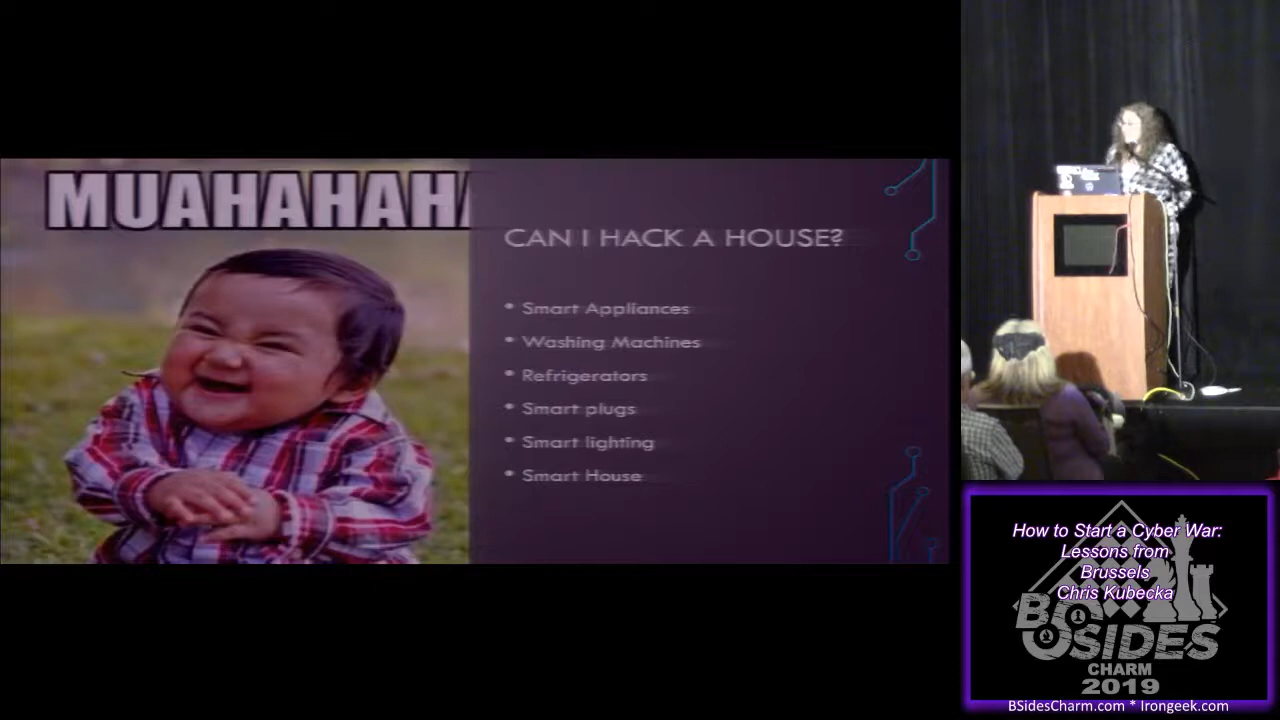 MUAHAHAHA
CAN I HACK A HOUSE?
• Smart Appliances
• Washing Machines
• Refrigerators
• Smart plugs
• Smart lighting
• Smart House
How to Start a Cyber War:
Lessons from
Brussels
Chris Kubecka
BSIDES
CHARM
2019
BSidesCharm.com * Irongeek.com